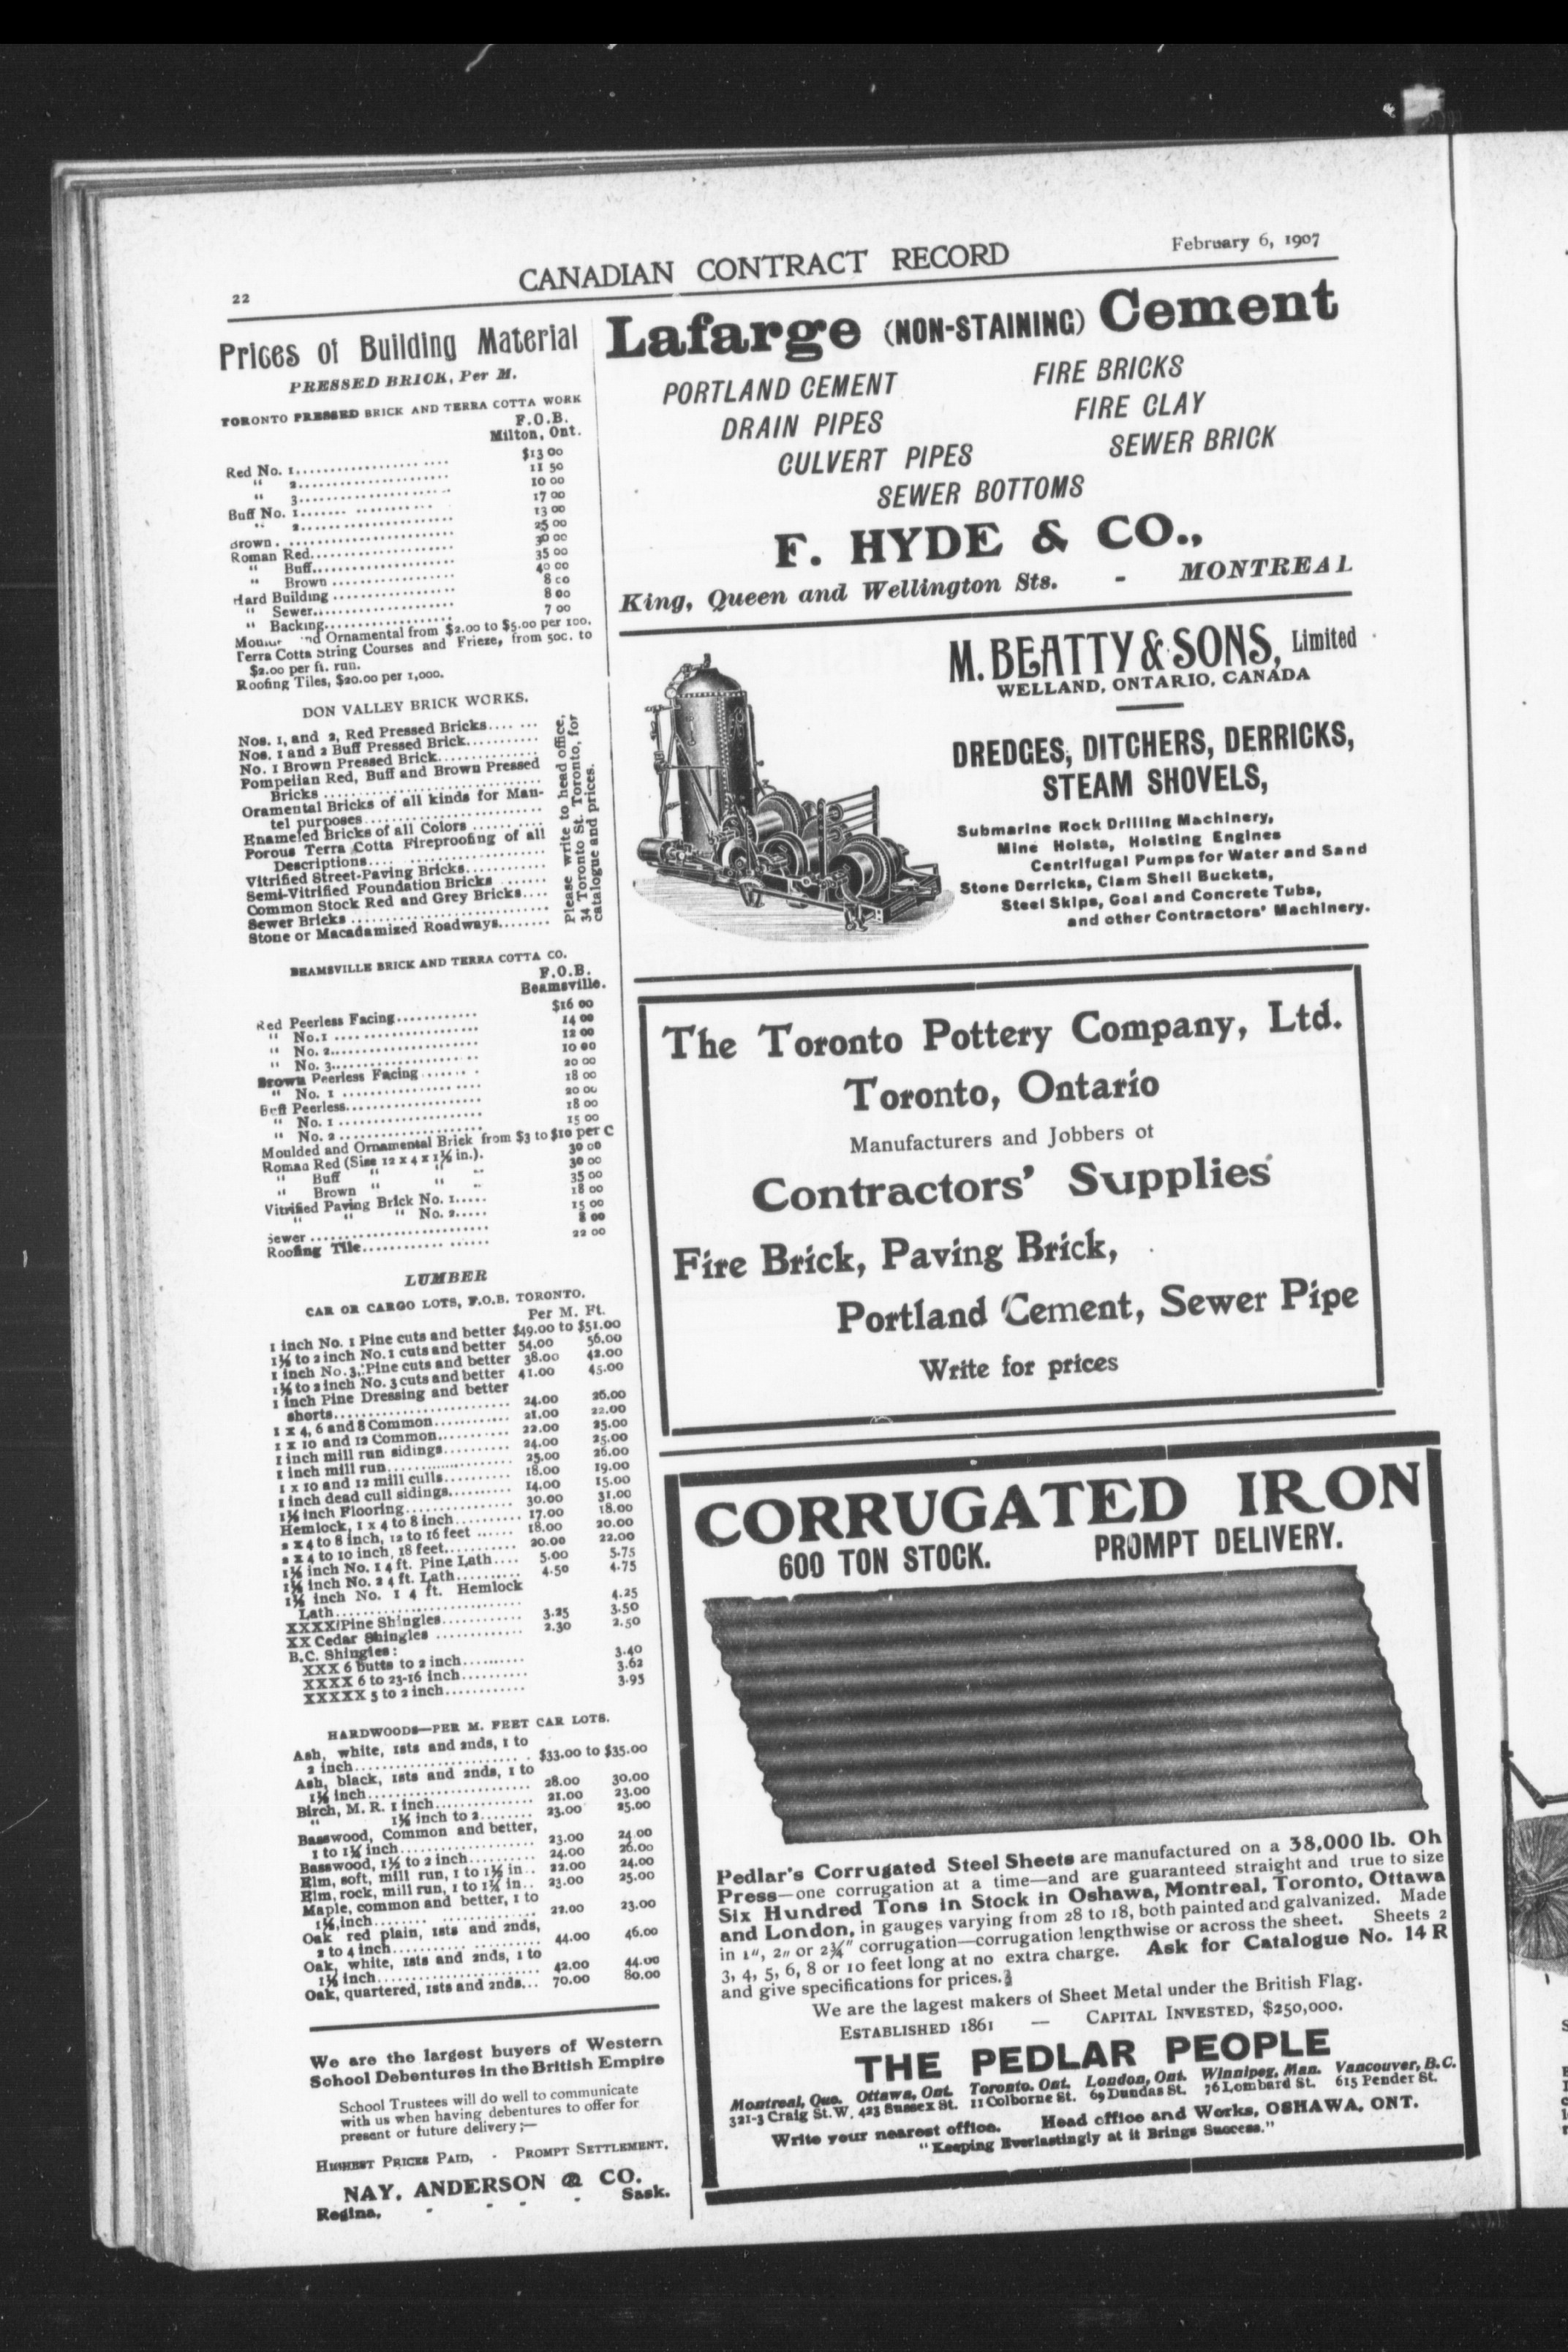 22
CANADIAN CONTRACT RECORD
February 6, 1907
Prices of Building Material
PRESSED BRICK, Per M.
TORONTO PRESSED BRICK AND TERRA COTTA WORK
F.O.B.
Milton, Ont.
Red No. 1.................. .... $13 00
" 2....................... 11 50
" 3....................... 10 00
Buff No. 1....... ........... 17 00
" 2....................... 13 00
Brown . ......................... 25 00
Roman Red..................... 30 00
" Buff..................... 35 00
" Brown .................. 40 00
Hard Building .................. 8 00
" Sewer..................... 8 00
" Backing................... 7 00
nd Ornamental from $2.00 to $5.00 per 100.
Terra Cotta String Courses and Frieze, from 50c. to
$2.00 per ft. run.
Roofing Tiles, $20.00 per 1,000.
DON VALLEY BRICK WORKS.
Nos. 1, and 2, Red Pressed Bricks.... ...
Nos. 1 and 2 Buff Pressed Brick...........
No. 1 Brown Pressed Brick...............
Pompeian Red, Buff and Brown Pressed
Bricks .................................
Oramental Bricks of all kinds for Man-
tel purposes...........................
Enameled Bricks of all Colors ...........
Porous Terra Cotta Fireproofing of all
Descriptions.... .....................
Vitrified Street-Paving Bricks............
Semi-Vitrified Foundation Bricks .......
Common Stock Red and Grey Bricks....
Sewer Bricks ..............................
Stone or Macadamized Roadways........
Please write to head office,
34 Toronto St. Toronto, for
catalogue and prices.
BEAMSVILLE BRICK AND TERRA COTTA CO.
F.O.B.
Beamsville.
Red Peerless Facing............ $16 00
" No.1 ..................... 14 00
" No. 2..................... 12 00
" No. 3..................... 10 00
Brown Peerless Facing ....... . 20 00
" No. 1 ..................... 18 00
Buff Peerless.................... 20 00
" No. 1 ..................... 18 00
" No. 2 ..................... 15 00
Moulded and Ornamental Brick from $3 to $10 per C
Roman Red (Size 12 x 4 x 1½ in.). 30 00
" Buff " " " 30 00
" Brown " " " 35 00
Vitrified Paving Brick No. 1..... 18 00
" " " No. 2..... 15 00
Sewer ........................... 8 00
Roofing Tile............ ...... 22 00
LUMBER
CAR OR CARGO LOTS, F.O.B. TORONTO.
Per M. Ft.
1 inch No. 1 Pine cuts and better $49.00 to $51.00
1½ to 2 inch No.1 cuts and better 54.00 56.00
1 inch No. 3, Pine cuts and better 38.00 42.00
1½ to 2 inch No. 3 cuts and better 41.00 45.00
1 inch Pine Dressing and better
shorts............................ 24.00 26.00
1 x 4, 6 and 8 Common............ 21.00 22.00
1 x 10 and 12 Common........... 22.00 25.00
1 inch mill run sidings.......... 24.00 25.00
1 inch mill run.................... 25.00 26.00
1 x 10 and 12 mill culls.......... 18.00 19.00
1 inch dead cull sidings.......... 14.00 15.00
1½ inch Flooring................. 30.00 31.00
Hemlock, 1 x 4 to 8 inch.......... 17.00 18.00
2 x 4 to 8 inch, 12 to 16 feet ...... 18.00 20.00
2 x 4 to 10 inch, 18 feet........... 20.00 22.00
1½ inch No. 1 4 ft. Pine Lath.... 5.00 5.75
1½ inch No. 2 4 ft. Lath.......... 4.50 4.75
1½ inch No. 1 4 ft. Hemlock
Lath.............................. 4.25
XXXX Pine Shingles............. 3.25 3.50
XX Cedar Shingles .............. 2.30 2.50
B.C. Shingles:
XXX 6 butts to 2 inch.......... 3.40
XXXX 6 to 23-16 inch.......... 3.62
XXXXX 5 to 2 inch............ 3.95
HARDWOODS—PER M. FEET CAR LOTS.
Ash, white, 1sts and 2nds, 1 to
2 inch.......................... . $33.00 to $35.00
Ash, black, 1sts and 2nds, 1 to
1½ inch.......................... 28.00 30.00
Birch, M. R. 1 inch............... 21.00 23.00
" 1½ inch to 2........ 23.00 25.00
Basswood, Common and better,
1 to 1½ inch..................... 23.00 24.00
Basswood, 1½ to 2 inch.......... 24.00 26.00
Elm, soft, mill run, 1 to 1½ in.. 22.00 24.00
Elm, rock, mill run, 1 to 1½ in.. 23.00 25.00
Maple, common and better, 1 to
1½ inch........ ................ 22.00 23.00
Oak red plain, 1sts and 2nds,
2 to 4 inch............ ......... 44.00 46.00
Oak, white, 1sts and 2nds, 1 to
1½ inch.......................... 42.00 44.00
Oak, quartered, 1sts and 2nds... 70.00 80.00
We are the largest buyers of Western
School Debentures in the British Empire
School Trustees will do well to communicate
with us when having debentures to offer for
present or future delivery;—
HIGHEST PRICES PAID, - PROMPT SETTLEMENT.
NAY, ANDERSON & CO.
Regina, - - - - Sask.
Lafarge (NON-STAINING) Cement
PORTLAND CEMENT FIRE BRICKS
DRAIN PIPES FIRE CLAY
CULVERT PIPES SEWER BRICK
SEWER BOTTOMS
F. HYDE & CO.,
King, Queen and Wellington Sts. - MONTREAL
M. BEATTY & SONS, Limited
WELLAND, ONTARIO, CANADA
DREDGES, DITCHERS, DERRICKS,
STEAM SHOVELS,
Submarine Rock Drilling Machinery,
Mine Hoists, Hoisting Engines
Centrifugal Pumps for Water and Sand
Stone Derricks, Clam Shell Buckets,
Steel Skips, Coal and Concrete Tubs,
and other Contractors' Machinery.
The Toronto Pottery Company, Ltd.
Toronto, Ontario
Manufacturers and Jobbers of
Contractors' Supplies
Fire Brick, Paving Brick,
Portland Cement, Sewer Pipe
Write for prices
CORRUGATED IRON
600 TON STOCK. PROMPT DELIVERY.
Pedlar's Corrugated Steel Sheets are manufactured on a 38,000 lb. Oh
Press—one corrugation at a time—and are guaranteed straight and true to size
Six Hundred Tons in Stock in Oshawa, Montreal, Toronto, Ottawa
and London, in gauges varying from 28 to 18, both painted and galvanized. Made
in 1", 2" or 2¾" corrugation—corrugation lengthwise or across the sheet. Sheets 2
3, 4, 5, 6, 8 or 10 feet long at no extra charge. Ask for Catalogue No. 14 R
and give specifications for prices.
We are the lagest makers of Sheet Metal under the British Flag.
ESTABLISHED 1861 — CAPITAL INVESTED, $250,000.
THE PEDLAR PEOPLE
Montreal, Que. Ottawa, Ont. Toronto, Ont. London, Ont. Winnipeg, Man. Vancouver, B.C.
321-3 Craig St. W. 423 Sussex St. 11 Colborne St. 69 Dundas St. 76 Lombard St. 615 Pender St.
Write your nearest office. Head office and Works, OSHAWA, ONT.
"Keeping Everlastingly at it Brings Success."